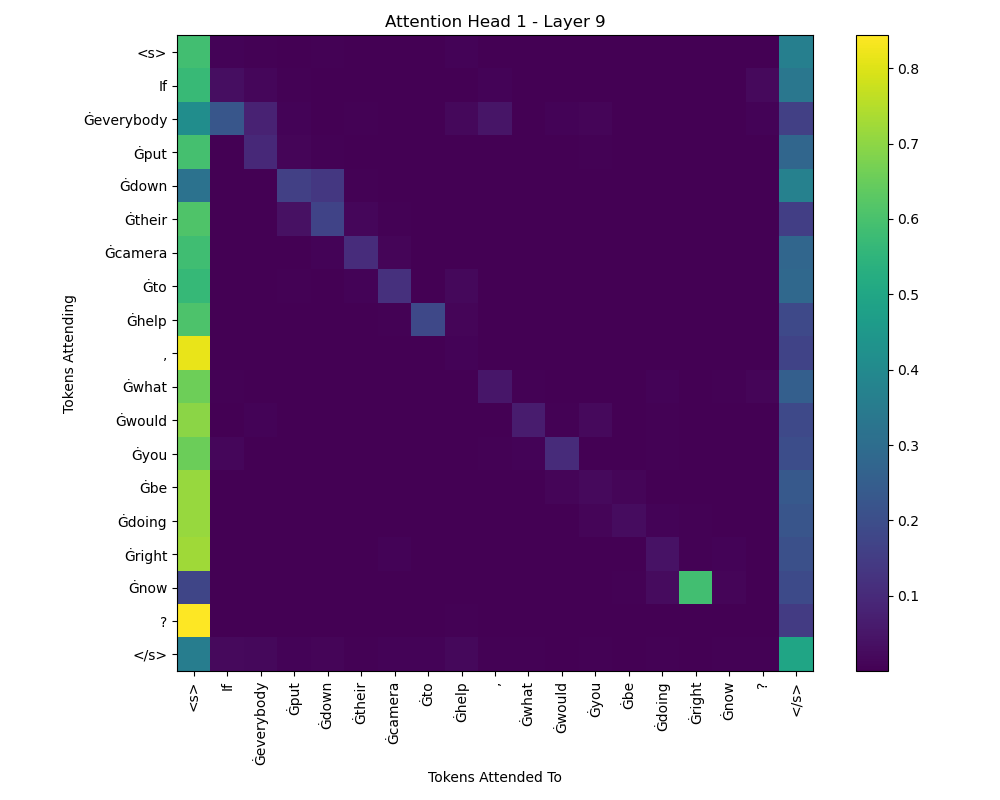 Attention Head 1 - Layer 9
Tokens Attending
<s>
If
Ġeverybody
Ġput
Ġdown
Ġtheir
Ġcamera
Ġto
Ġhelp
,
Ġwhat
Ġwould
Ġyou
Ġbe
Ġdoing
Ġright
Ġnow
?
</s>
<s>
If
Ġeverybody
Ġput
Ġdown
Ġtheir
Ġcamera
Ġto
Ġhelp
,
Ġwhat
Ġwould
Ġyou
Ġbe
Ġdoing
Ġright
Ġnow
?
</s>
Tokens Attended To
0.8
0.7
0.6
0.5
0.4
0.3
0.2
0.1